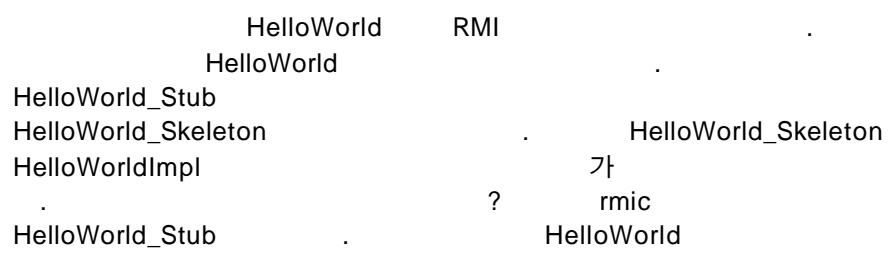 HelloWorld RMI .
HelloWorld .
HelloWorld_Stub
HelloWorld_Skeleton . HelloWorld_Skeleton
HelloWorldImpl 가
. ? rmic
HelloWorld_Stub . HelloWorld